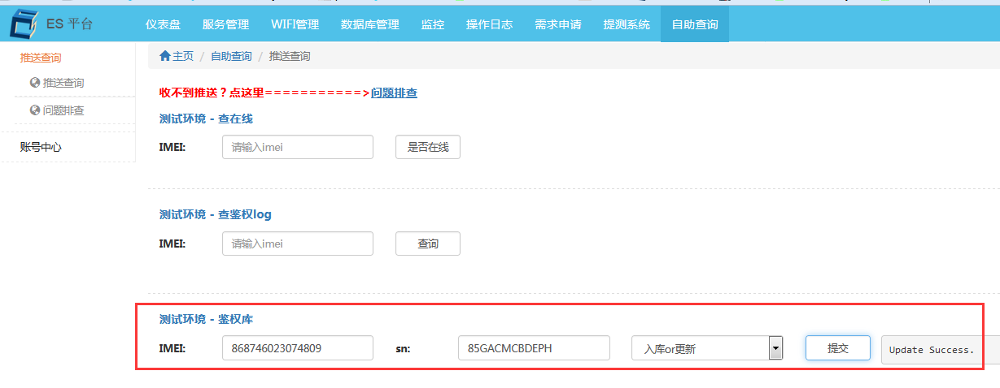 ES 平台 仪表盘 服务管理 WIFI管理 数据库管理 监控 操作日志 需求申请 提测系统 自助查询
推送查询
推送查询
问题排查
账号中心
主页 / 自助查询 / 推送查询
收不到推送？点这里===========>问题排查
测试环境 - 查在线
IMEI: 请输入imei 是否在线
测试环境 - 查鉴权log
IMEI: 请输入imei 查询
测试环境 - 鉴权库
IMEI: 868746023074809 sn: 85GACMCBDEPH 入库or更新 提交 Update Success.